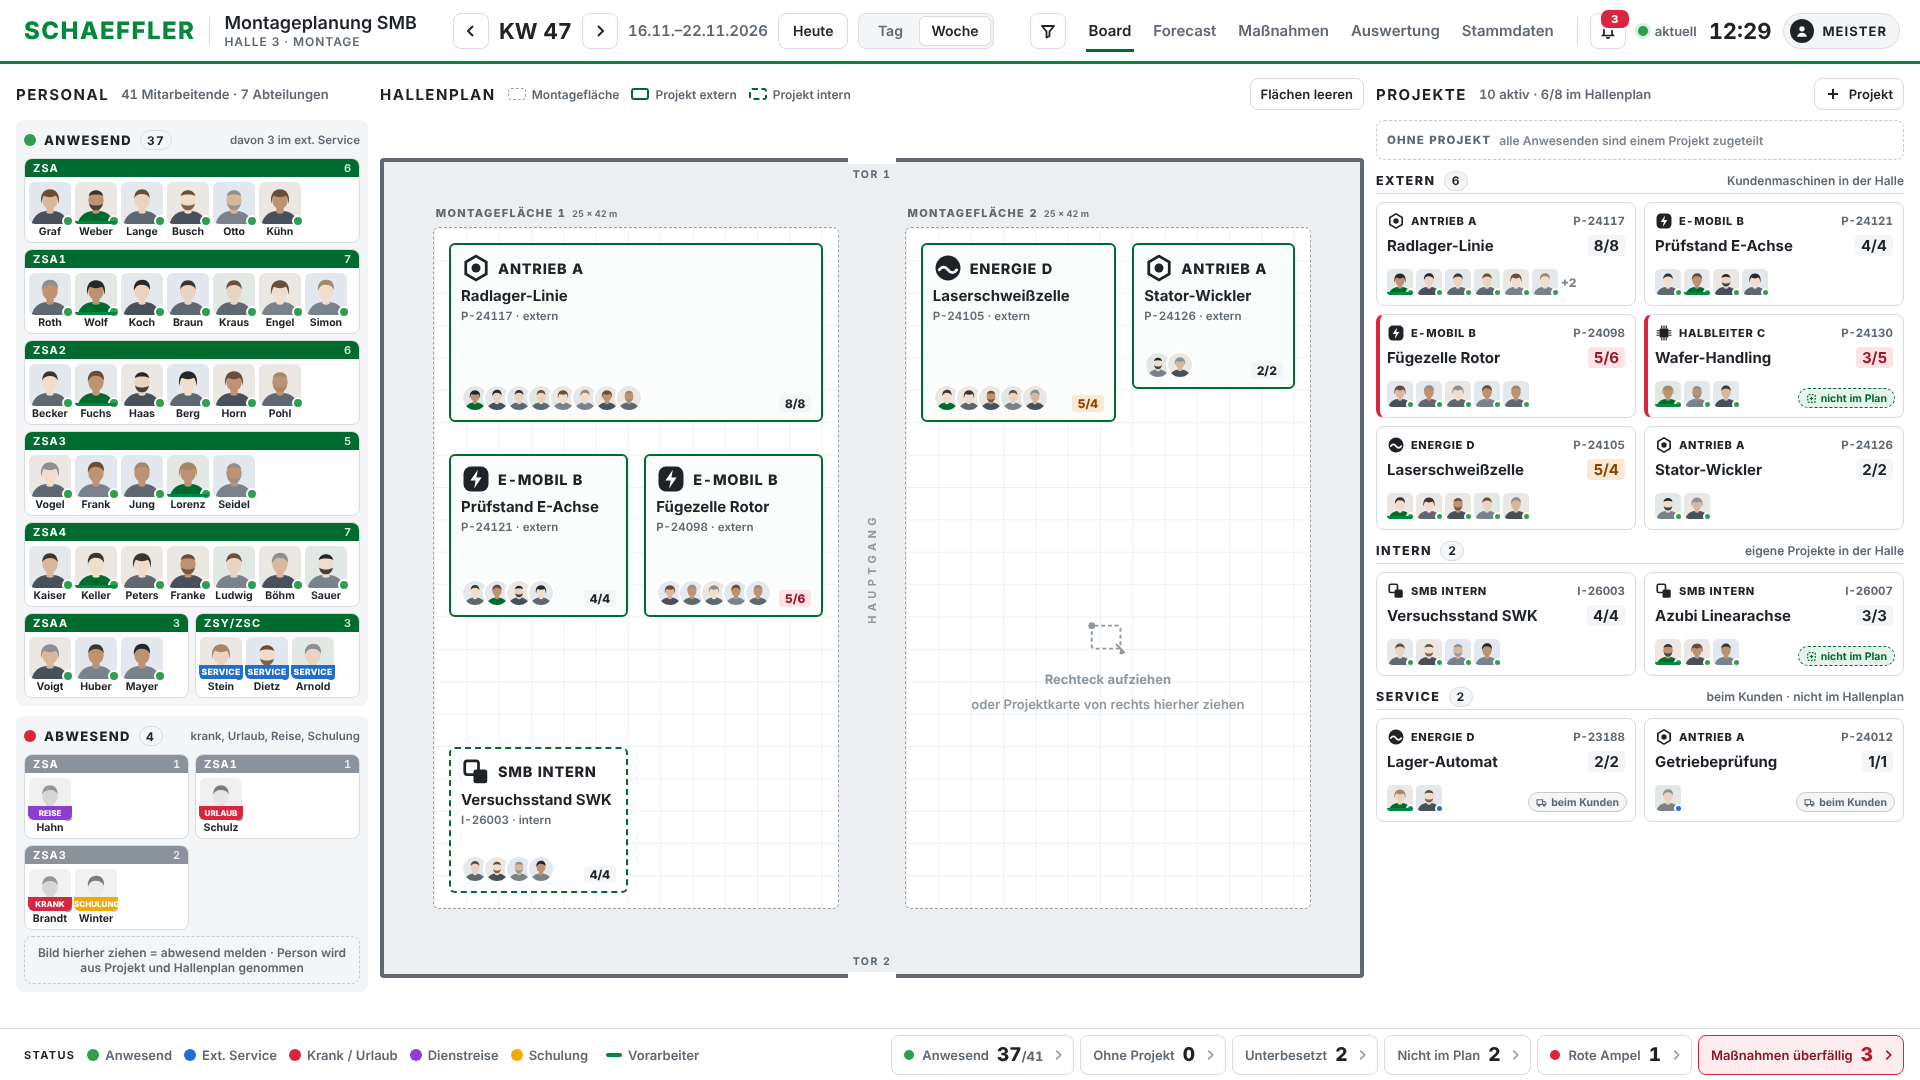 SCHAEFFLER
Montageplanung SMB
HALLE 3 · MONTAGE
KW 47
16.11.–22.11.2026
Heute
Tag
Woche
Board
Forecast
Maßnahmen
Auswertung
Stammdaten
3
aktuell
12:29
MEISTER
PERSONAL
41 Mitarbeitende · 7 Abteilungen
ANWESEND 37
davon 3 im ext. Service
ZSA 6
Graf Weber Lange Busch Otto Kühn
ZSA1 7
Roth Wolf Koch Braun Kraus Engel Simon
ZSA2 6
Becker Fuchs Haas Berg Horn Pohl
ZSA3 5
Vogel Frank Jung Lorenz Seidel
ZSA4 7
Kaiser Keller Peters Franke Ludwig Böhm Sauer
ZSAA 3
Voigt Huber Mayer
ZSY/ZSC 3
SERVICE SERVICE SERVICE
Stein Dietz Arnold
ABWESEND 4
krank, Urlaub, Reise, Schulung
ZSA 1
REISE
Hahn
ZSA1 1
URLAUB
Schulz
ZSA3 2
KRANK SCHULUNG
Brandt Winter
Bild hierher ziehen = abwesend melden · Person wird
aus Projekt und Hallenplan genommen
HALLENPLAN
Montagefläche
Projekt extern
Projekt intern
Flächen leeren
TOR 1
MONTAGEFLÄCHE 1 25 × 42 m
ANTRIEB A
Radlager-Linie
P-24117 · extern
8/8
E-MOBIL B
Prüfstand E-Achse
P-24121 · extern
4/4
E-MOBIL B
Fügezelle Rotor
P-24098 · extern
5/6
SMB INTERN
Versuchsstand SWK
I-26003 · intern
4/4
HAUPTGANG
MONTAGEFLÄCHE 2 25 × 42 m
ENERGIE D
Laserschweißzelle
P-24105 · extern
5/4
ANTRIEB A
Stator-Wickler
P-24126 · extern
2/2
Rechteck aufziehen
oder Projektkarte von rechts hierher ziehen
TOR 2
PROJEKTE
10 aktiv · 6/8 im Hallenplan
Projekt
OHNE PROJEKT alle Anwesenden sind einem Projekt zugeteilt
EXTERN 6
Kundenmaschinen in der Halle
ANTRIEB A P-24117
Radlager-Linie 8/8
+2
E-MOBIL B P-24121
Prüfstand E-Achse 4/4
E-MOBIL B P-24098
Fügezelle Rotor 5/6
HALBLEITER C P-24130
Wafer-Handling 3/5
nicht im Plan
ENERGIE D P-24105
Laserschweißzelle 5/4
ANTRIEB A P-24126
Stator-Wickler 2/2
INTERN 2
eigene Projekte in der Halle
SMB INTERN I-26003
Versuchsstand SWK 4/4
SMB INTERN I-26007
Azubi Linearachse 3/3
nicht im Plan
SERVICE 2
beim Kunden · nicht im Hallenplan
ENERGIE D P-23188
Lager-Automat 2/2
beim Kunden
ANTRIEB A P-24012
Getriebeprüfung 1/1
beim Kunden
STATUS
Anwesend
Ext. Service
Krank / Urlaub
Dienstreise
Schulung
Vorarbeiter
Anwesend 37/41
Ohne Projekt 0
Unterbesetzt 2
Nicht im Plan 2
Rote Ampel 1
Maßnahmen überfällig 3